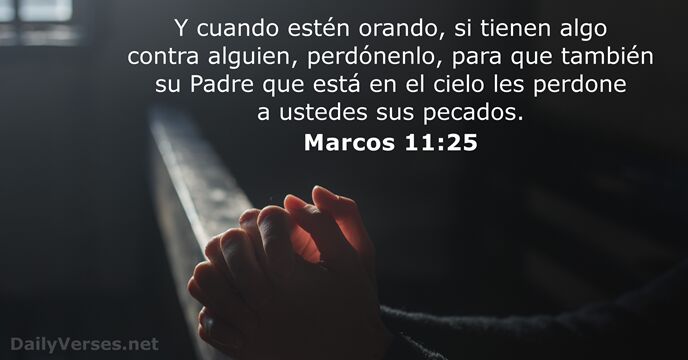 Y cuando estén orando, si tienen algo
contra alguien, perdónenlo, para que también
su Padre que está en el cielo les perdone
a ustedes sus pecados.
Marcos 11:25
DailyVerses.net